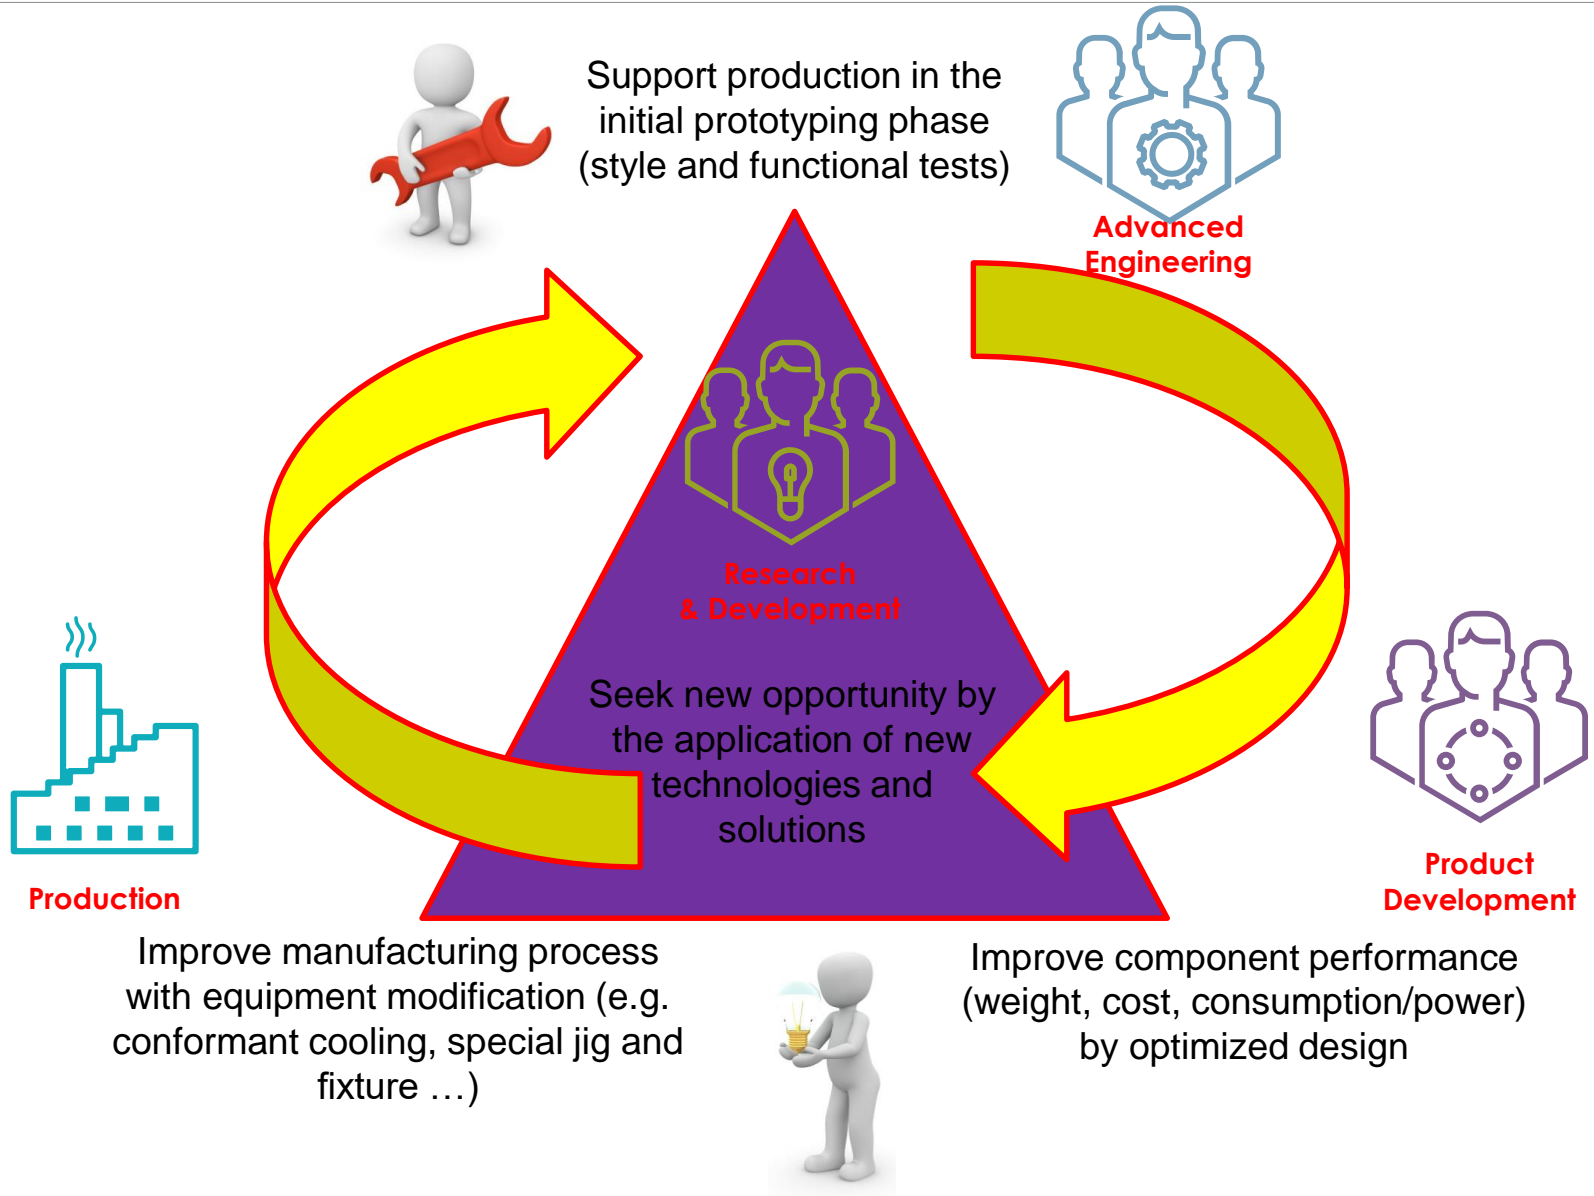 Support production in the
initial prototyping phase
(style and functional tests)
Advanced
Engineering
Research
& Development
Seek new opportunity by
the application of new
technologies and
solutions
Production
Product
Development
Improve manufacturing process
with equipment modification (e.g.
conformant cooling, special jig and
fixture …)
Improve component performance
(weight, cost, consumption/power)
by optimized design